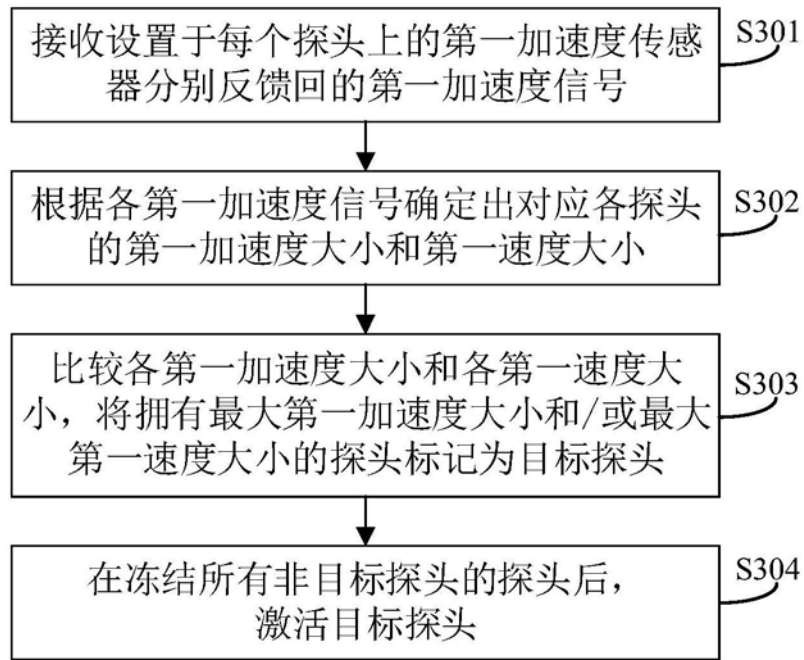 接收设置于每个探头上的第一加速度传感
器分别反馈回的第一加速度信号
S301
根据各第一加速度信号确定出对应各探头
的第一加速度大小和第一速度大小
S302
比较各第一加速度大小和各第一速度大
小，将拥有最大第一加速度大小和/或最大
第一速度大小的探头标记为目标探头
S303
在冻结所有非目标探头的探头后，
激活目标探头
S304